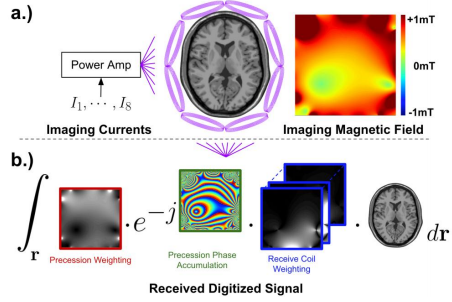 a.)
Power Amp
I₁, ⋯ , I₈
Imaging Currents
+1mT
0mT
-1mT
Imaging Magnetic Field
b.)
∫r · e^−j · · dr
Precession Weighting
Precession Phase
Accumulation
Receive Coil
Weighting
Received Digitized Signal